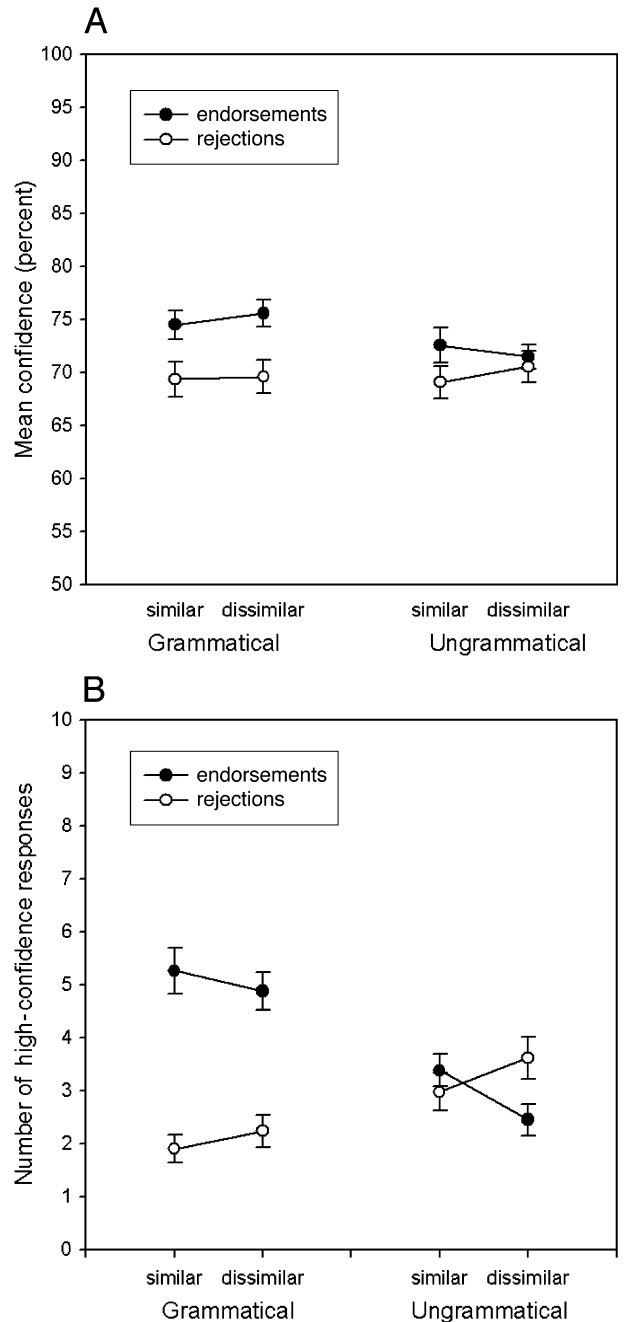 A
100
95
90
85
80
75
70
65
60
55
50
Mean confidence (percent)
endorsements
rejections
similar dissimilar similar dissimilar
Grammatical Ungrammatical
B
10
9
8
7
6
5
4
3
2
1
0
Number of high-confidence responses
endorsements
rejections
similar dissimilar similar dissimilar
Grammatical Ungrammatical